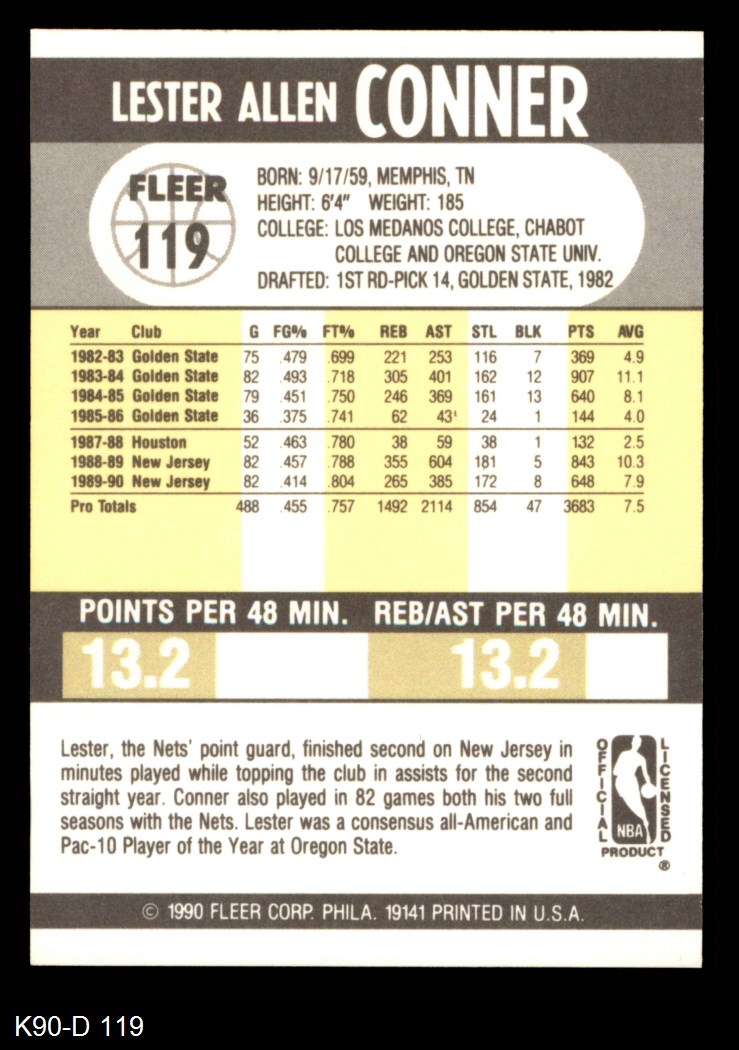 LESTER ALLEN CONNER
FLEER
119
BORN: 9/17/59, MEMPHIS, TN
HEIGHT: 6'4" WEIGHT: 185
COLLEGE: LOS MEDANOS COLLEGE, CHABOT
COLLEGE AND OREGON STATE UNIV.
DRAFTED: 1ST RD-PICK 14, GOLDEN STATE, 1982
Year Club G FG% FT% REB AST STL BLK PTS AVG
1982-83 Golden State 75 .479 .699 221 253 116 7 369 4.9
1983-84 Golden State 82 .493 .718 305 401 162 12 907 11.1
1984-85 Golden State 79 .451 .750 246 369 161 13 640 8.1
1985-86 Golden State 36 .375 .741 62 43 24 1 144 4.0
1987-88 Houston 52 .463 .780 38 59 38 1 132 2.5
1988-89 New Jersey 82 .457 .788 355 604 181 5 843 10.3
1989-90 New Jersey 82 .414 .804 265 385 172 8 648 7.9
Pro Totals 488 .455 .757 1492 2114 854 47 3683 7.5
POINTS PER 48 MIN. REB/AST PER 48 MIN.
13.2 13.2
Lester, the Nets' point guard, finished second on New Jersey in
minutes played while topping the club in assists for the second
straight year. Conner also played in 82 games both his two full
seasons with the Nets. Lester was a consensus all-American and
Pac-10 Player of the Year at Oregon State.
OFFICIAL
LICENSED
NBA
PRODUCT
®
© 1990 FLEER CORP. PHILA. 19141 PRINTED IN U.S.A.
K90-D 119